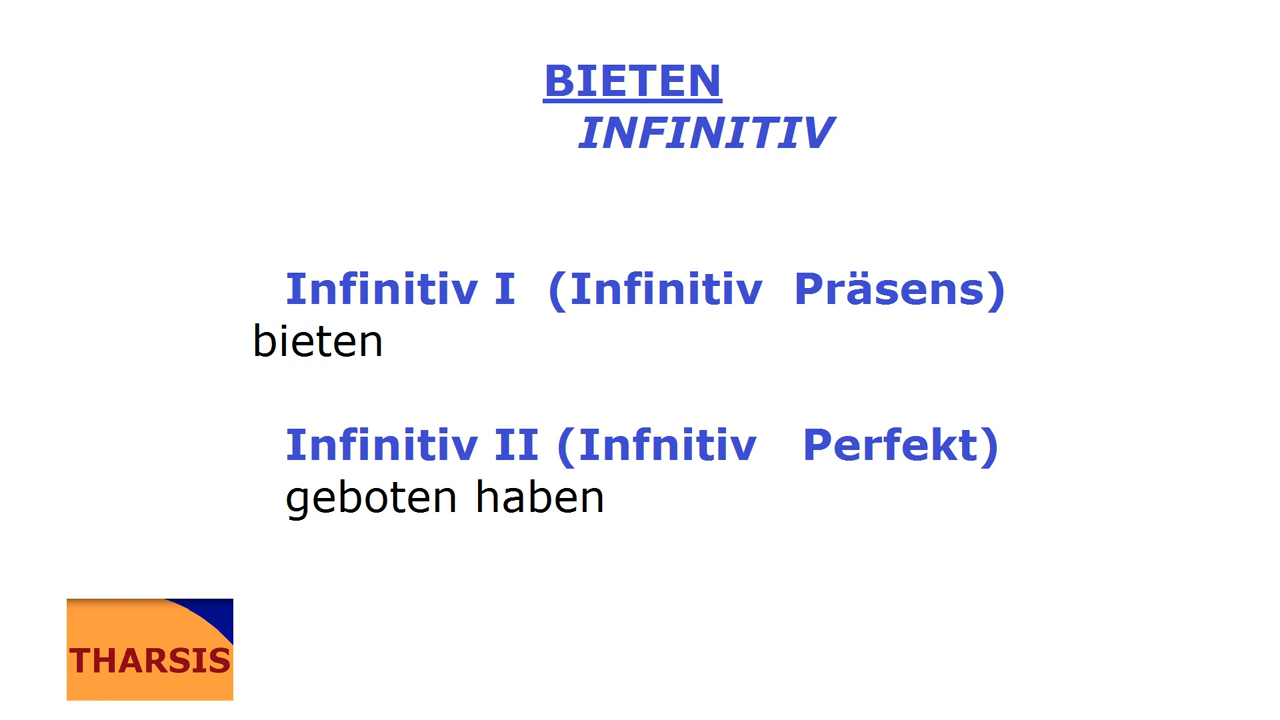 BIETEN
INFINITIV
Infinitiv I (Infinitiv Präsens)
bieten
Infinitiv II (Infnitiv Perfekt)
geboten haben
THARSIS